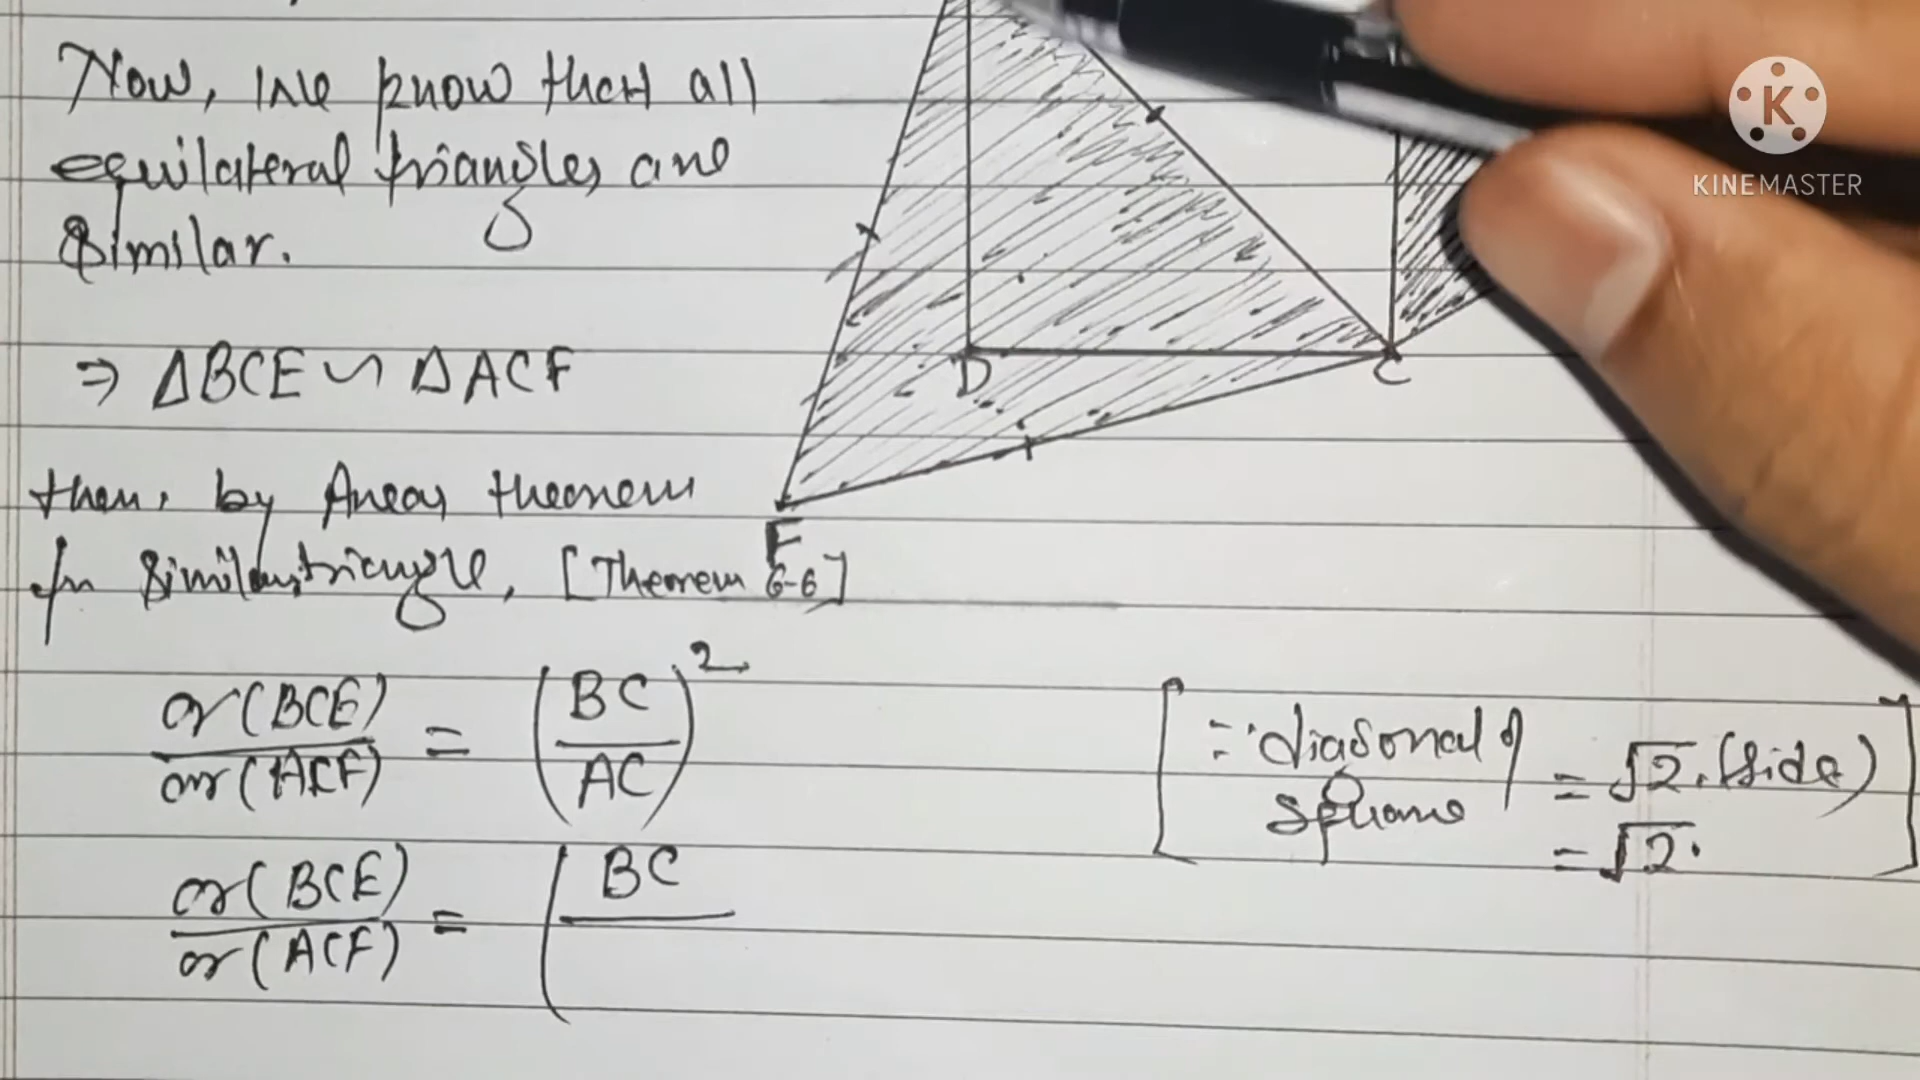 Now, we know that all
equilateral triangles are
similar.
⇒ ΔBCE ∽ ΔACF
then, by Area theorem
for similar triangle, [Theorem 6-6]
ar(BCE)/ar(ACF) = (BC/AC)²
ar(BCE)/ar(ACF) = (BC/
D
C
F
[∵ diagonal of square = √2.(side)
= √2. ]
K
KINEMASTER